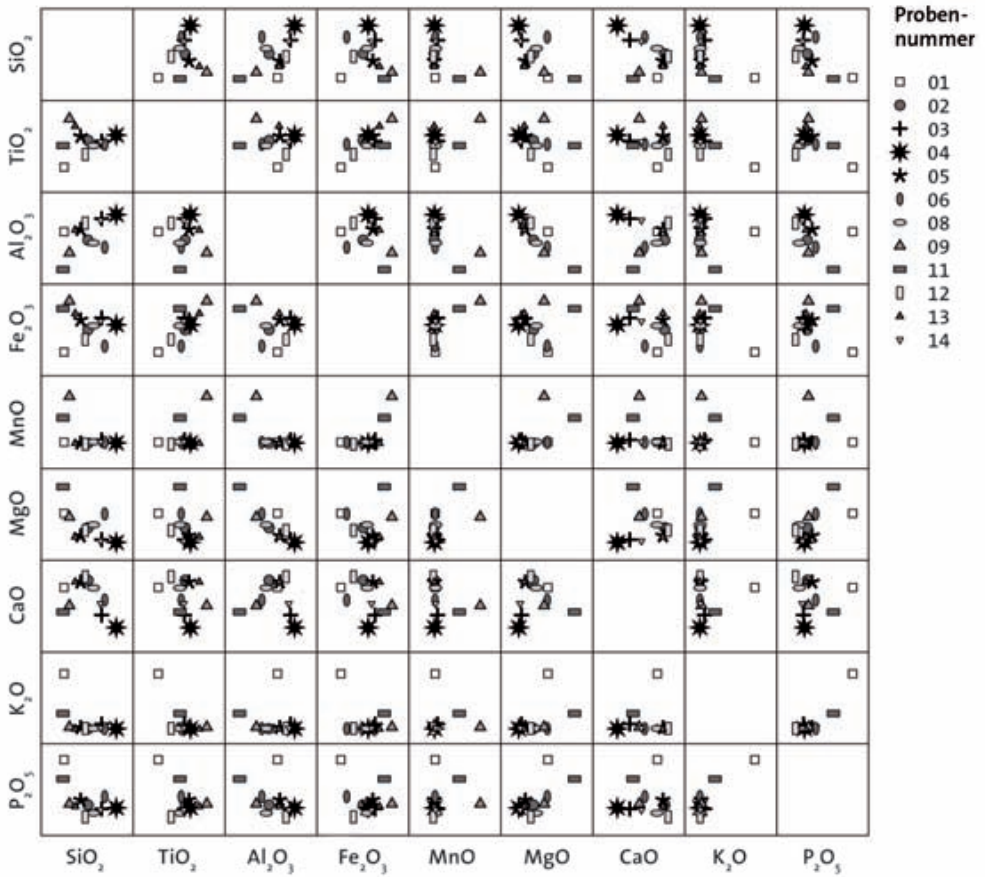 Proben-
nummer
01
02
03
04
05
06
08
09
11
12
13
14
SiO₂
TiO₂
Al₂O₃
Fe₂O₃
MnO
MgO
CaO
K₂O
P₂O₅
SiO₂ TiO₂ Al₂O₃ Fe₂O₃ MnO MgO CaO K₂O P₂O₅